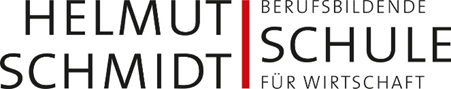 HELMUT
SCHMIDT
BERUFSBILDENDE
SCHULE
FÜR WIRTSCHAFT